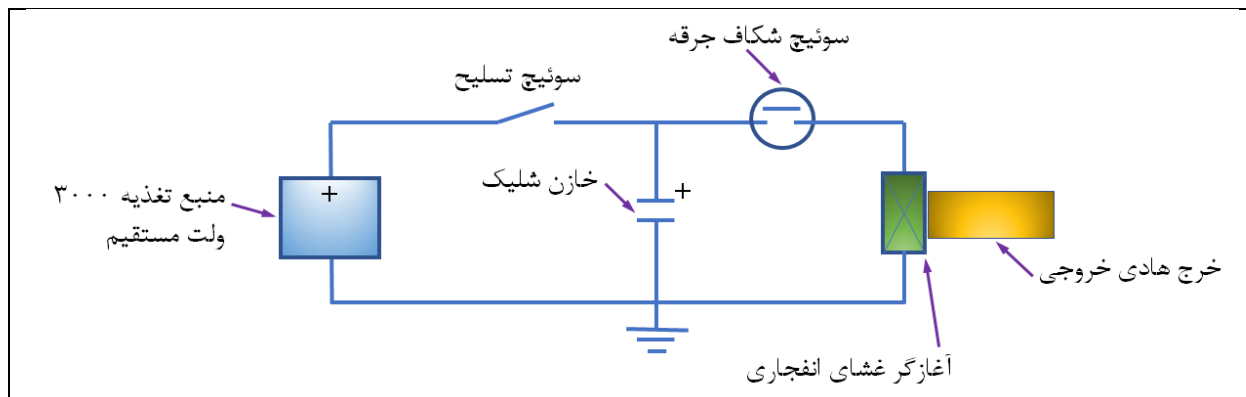 سوئیچ شکاف جرقه
سوئیچ تسلیح
خازن شلیک
+
+
منبع تغذیه ۳۰۰۰
ولت مستقیم
خرج هادی خروجی
آغازگر غشای انفجاری